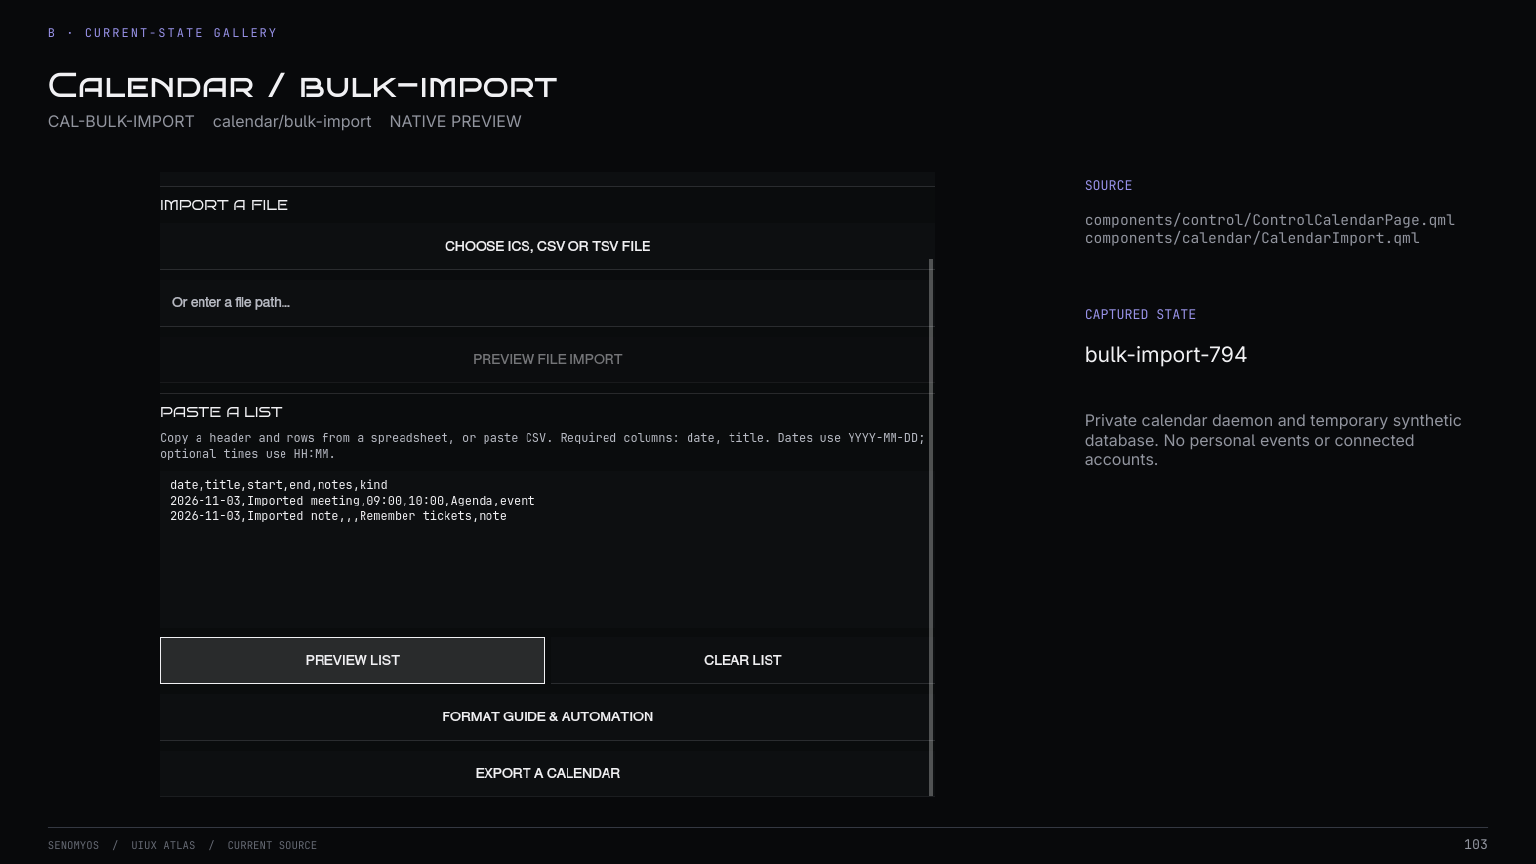 B · CURRENT-STATE GALLERY
Calendar / bulk-import
CAL-BULK-IMPORT calendar/bulk-import NATIVE PREVIEW
IMPORT A FILE
CHOOSE ICS, CSV OR TSV FILE
Or enter a file path...
PREVIEW FILE IMPORT
PASTE A LIST
Copy a header and rows from a spreadsheet, or paste CSV. Required columns: date, title. Dates use YYYY-MM-DD;
optional times use HH:MM.
date,title,start,end,notes,kind
2026-11-03,Imported meeting,09:00,10:00,Agenda,event
2026-11-03,Imported note,,,Remember tickets,note
PREVIEW LIST
CLEAR LIST
FORMAT GUIDE & AUTOMATION
EXPORT A CALENDAR
SOURCE
components/control/ControlCalendarPage.qml
components/calendar/CalendarImport.qml
CAPTURED STATE
bulk-import-794
Private calendar daemon and temporary synthetic
database. No personal events or connected
accounts.
SENOMYOS / UIUX ATLAS / CURRENT SOURCE
103